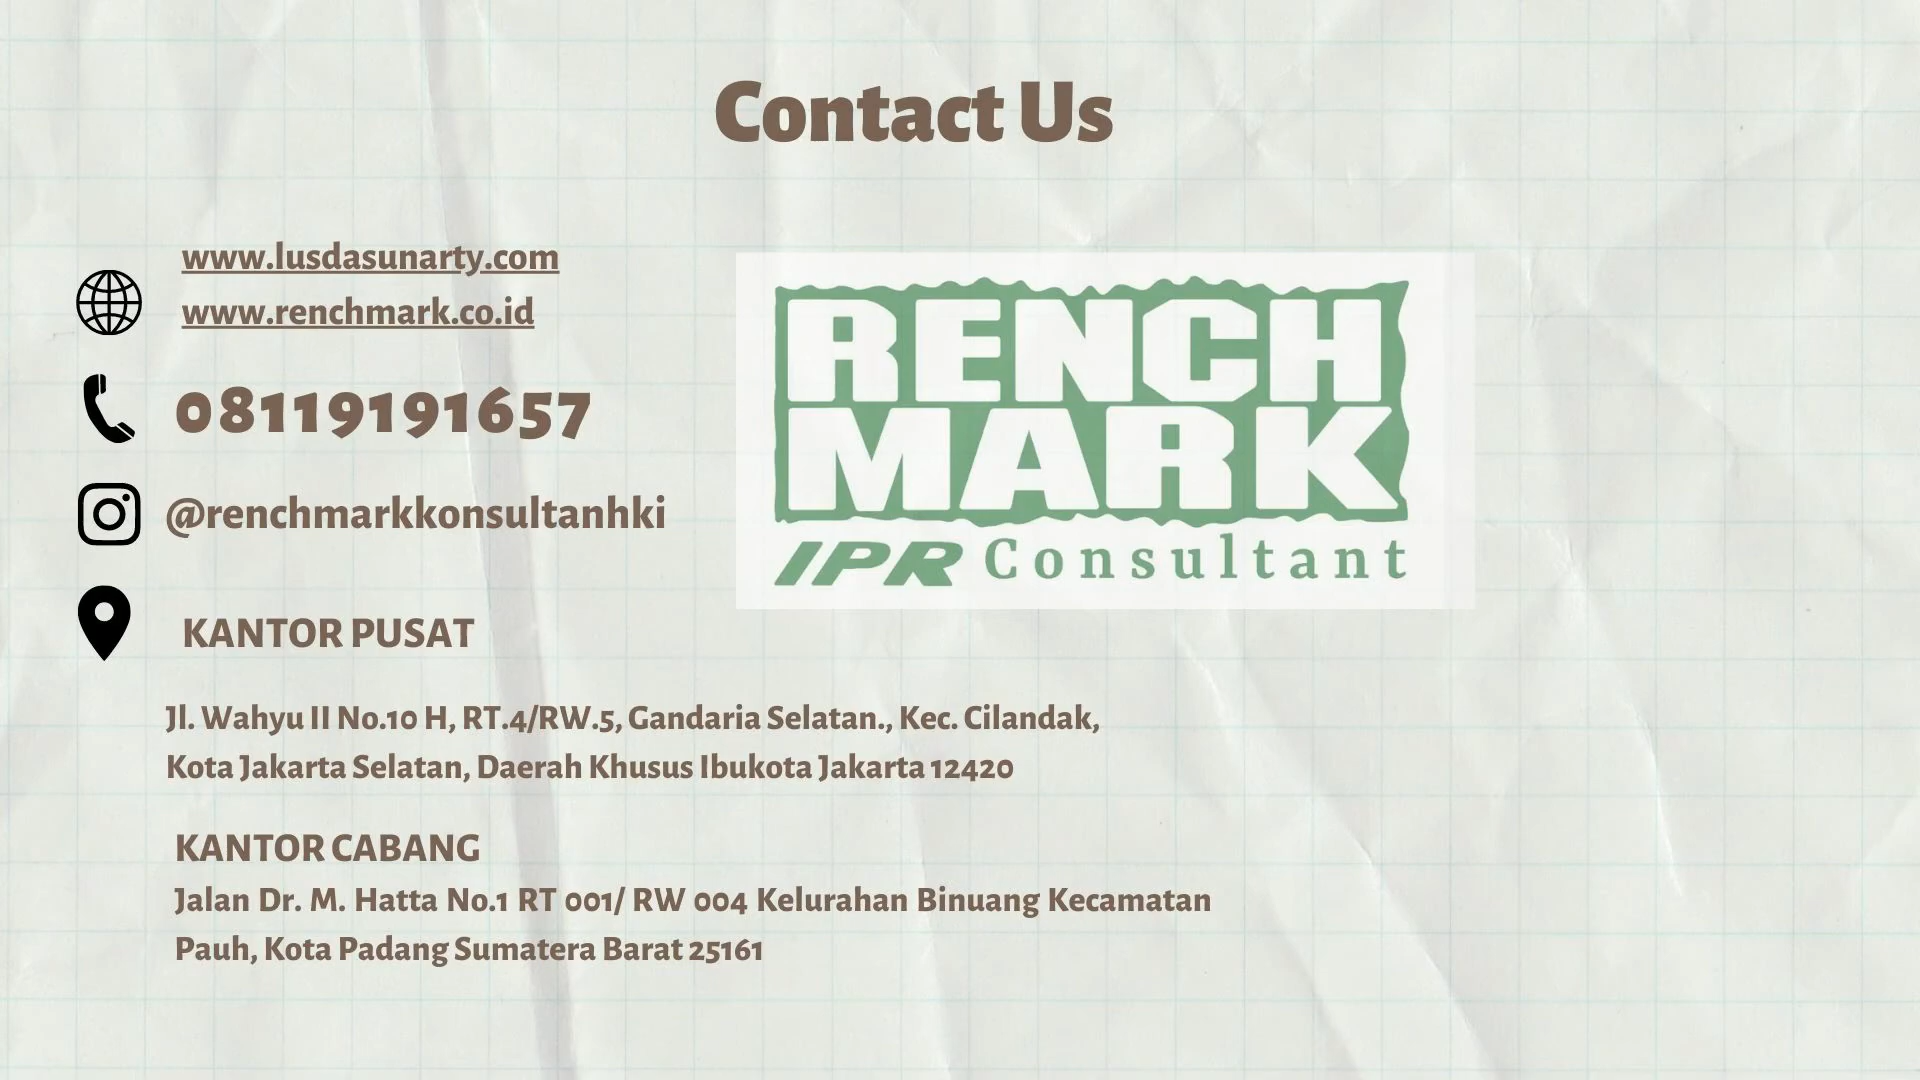 Contact Us
www.lusdasunarty.com
www.renchmark.co.id
08119191657
@renchmarkkonsultanhki
RENCH
MARK
IPR Consultant
KANTOR PUSAT
Jl. Wahyu II No.10 H, RT.4/RW.5, Gandaria Selatan., Kec. Cilandak,
Kota Jakarta Selatan, Daerah Khusus Ibukota Jakarta 12420
KANTOR CABANG
Jalan Dr. M. Hatta No.1 RT 001/ RW 004 Kelurahan Binuang Kecamatan
Pauh, Kota Padang Sumatera Barat 25161